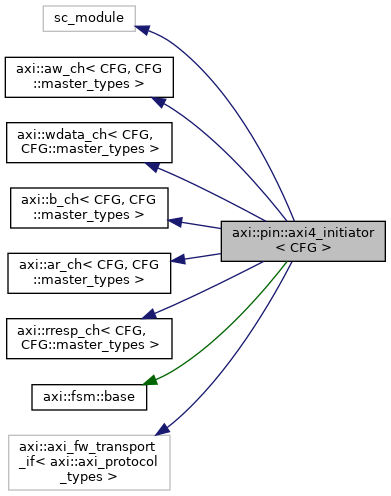 sc_module
axi::aw_ch< CFG, CFG
::master_types >
axi::wdata_ch< CFG,
CFG::master_types >
axi::b_ch< CFG, CFG
::master_types >
axi::pin::axi4_initiator
< CFG >
axi::ar_ch< CFG, CFG
::master_types >
axi::rresp_ch< CFG,
CFG::master_types >
axi::fsm::base
axi::axi_fw_transport
_if< axi::axi_protocol
_types >